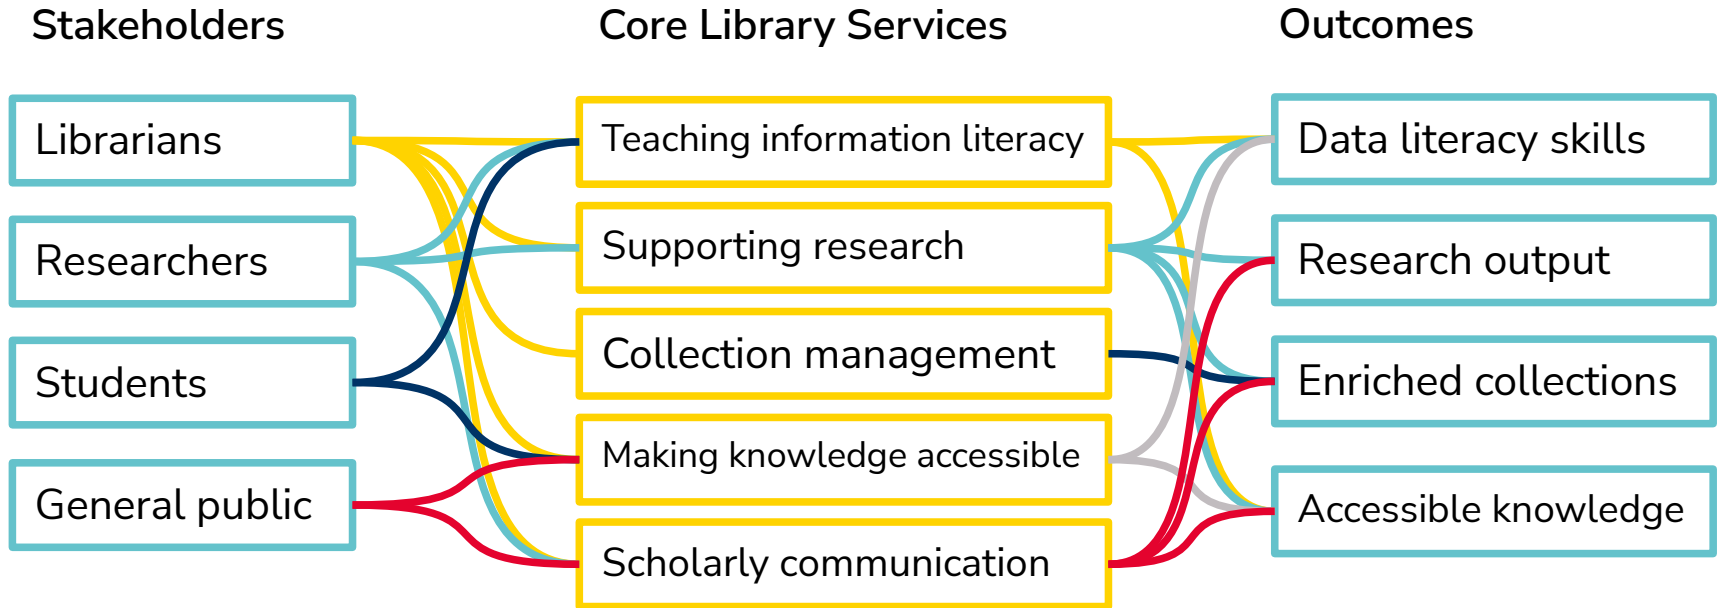 Stakeholders
Librarians
Researchers
Students
General public
Core Library Services
Teaching information literacy
Supporting research
Collection management
Making knowledge accessible
Scholarly communication
Outcomes
Data literacy skills
Research output
Enriched collections
Accessible knowledge